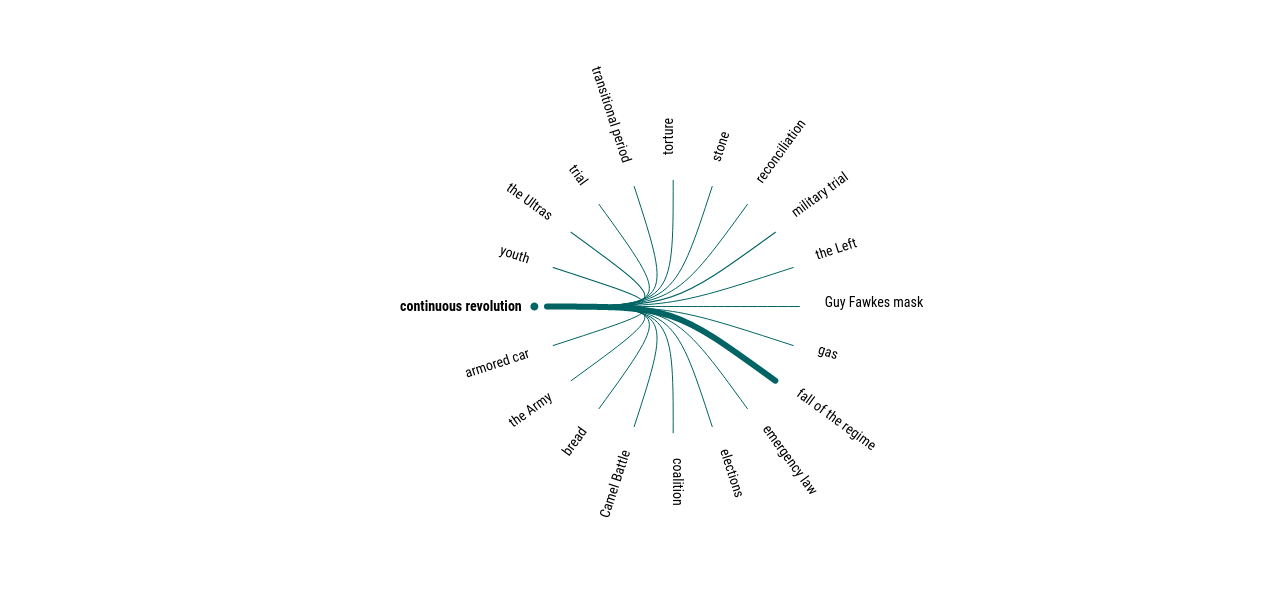 transitional period
torture
stone
reconciliation
trial
military trial
the Ultras
the Left
youth
continuous revolution
Guy Fawkes mask
armored car
gas
the Army
fall of the regime
bread
emergency law
Camel Battle
coalition
elections